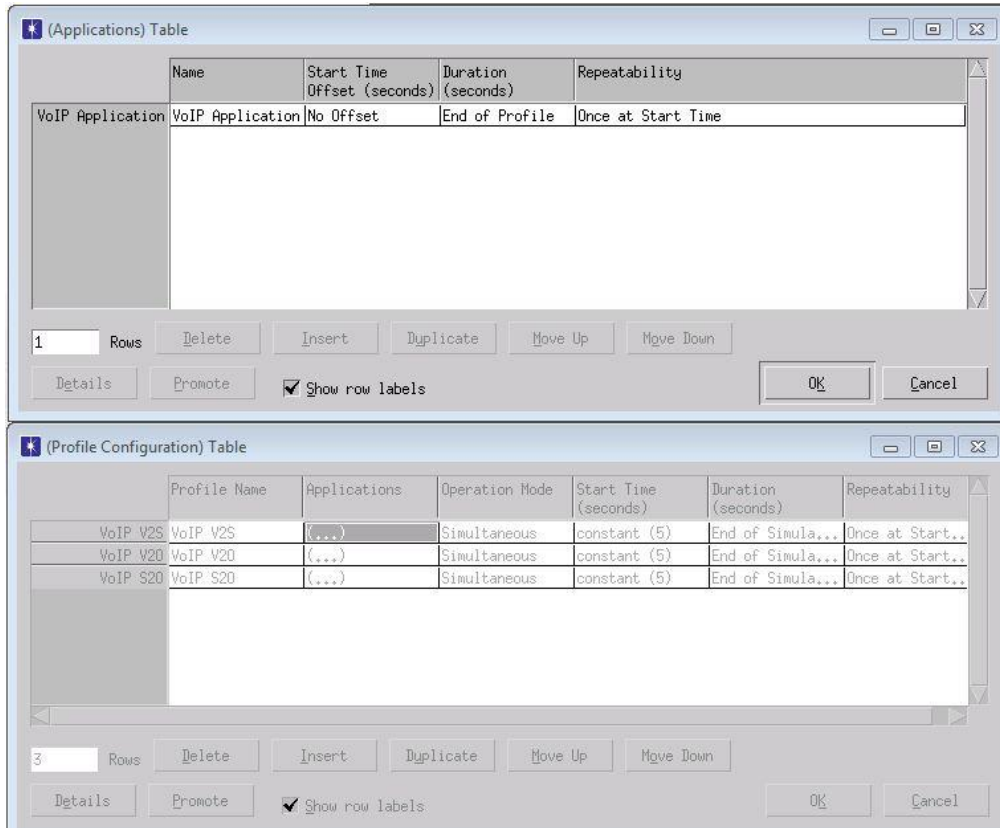 (Applications) Table
Name Start Time Offset (seconds) Duration (seconds) Repeatability
VoIP Application VoIP Application No Offset End of Profile Once at Start Time
1 Rows Delete Insert Duplicate Move Up Move Down
Details Promote Show row labels OK Cancel
(Profile Configuration) Table
Profile Name Applications Operation Mode Start Time (seconds) Duration (seconds) Repeatability
VoIP V2S VoIP V2S (...) Simultaneous constant (5) End of Simula... Once at Start..
VoIP V2O VoIP V2O (...) Simultaneous constant (5) End of Simula... Once at Start..
VoIP S2O VoIP S2O (...) Simultaneous constant (5) End of Simula... Once at Start..
3 Rows Delete Insert Duplicate Move Up Move Down
Details Promote Show row labels OK Cancel